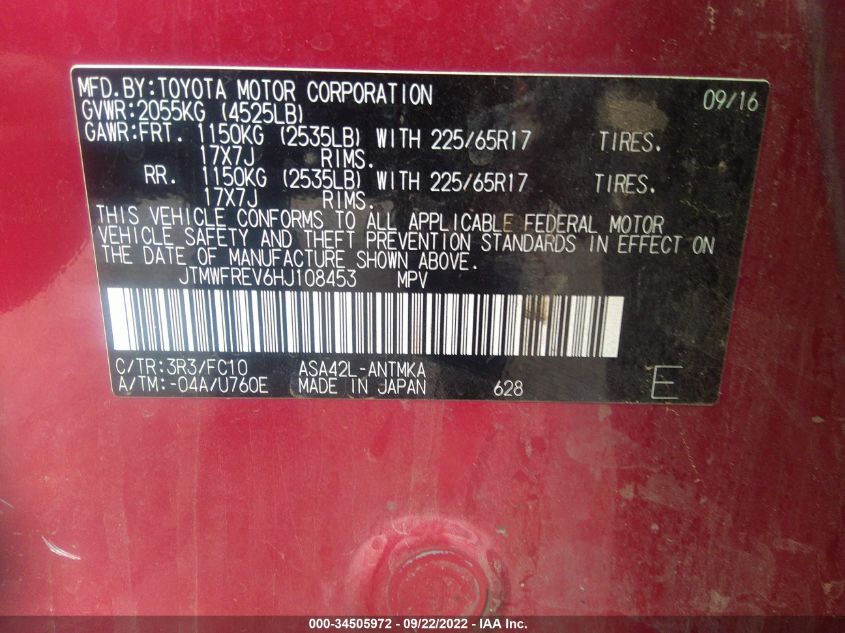 MFD.BY:TOYOTA MOTOR CORPORATION 09/16
GVWR:2055KG (4525LB)
GAWR:FRT. 1150KG (2535LB) WITH 225/65R17 TIRES.
17X7J RIMS.
RR. 1150KG (2535LB) WITH 225/65R17 TIRES.
17X7J RIMS.
THIS VEHICLE CONFORMS TO ALL APPLICABLE FEDERAL MOTOR
VEHICLE SAFETY AND THEFT PREVENTION STANDARDS IN EFFECT ON
THE DATE OF MANUFACTURE SHOWN ABOVE.
JTMWFREV6HJ108453 MPV
C/TR:3R3/FC10 ASA42L-ANTMKA
A/TM:-04A/U760E MADE IN JAPAN 628 E
000-34505972 - 09/22/2022 - IAA Inc.